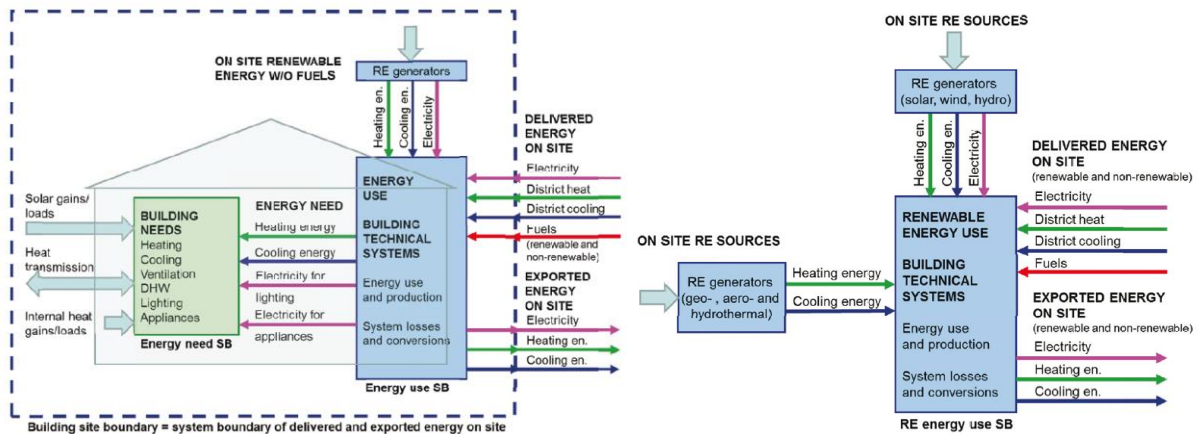 ON SITE RENEWABLE
ENERGY W/O FUELS
RE generators
Heating en.
Cooling en.
Electricity
DELIVERED
ENERGY
ON SITE
Electricity
District heat
District cooling
Fuels
(renewable and
non-renewable)
EXPORTED
ENERGY
ON SITE
Electricity
Heating en.
Cooling en.
ENERGY
USE
BUILDING
TECHNICAL
SYSTEMS
Energy use
and production
System losses
and conversions
Energy use SB
ENERGY NEED
Heating energy
Cooling energy
Electricity for
lighting
Electricity for
appliances
Solar gains/
loads
Heat
transmission
Internal heat
gains/loads
BUILDING
NEEDS
Heating
Cooling
Ventilation
DHW
Lighting
Appliances
Energy need SB
Building site boundary = system boundary of delivered and exported energy on site
ON SITE RE SOURCES
RE generators
(solar, wind, hydro)
Heating en.
Cooling en.
Electricity
DELIVERED ENERGY
ON SITE
(renewable and non-renewable)
Electricity
District heat
District cooling
Fuels
EXPORTED ENERGY
ON SITE
(renewable and non-renewable)
Electricity
Heating en.
Cooling en.
ON SITE RE SOURCES
RE generators
(geo- , aero- and
hydrothermal)
Heating energy
Cooling energy
RENEWABLE
ENERGY USE
BUILDING
TECHNICAL
SYSTEMS
Energy use
and production
System losses
and conversions
RE energy use SB